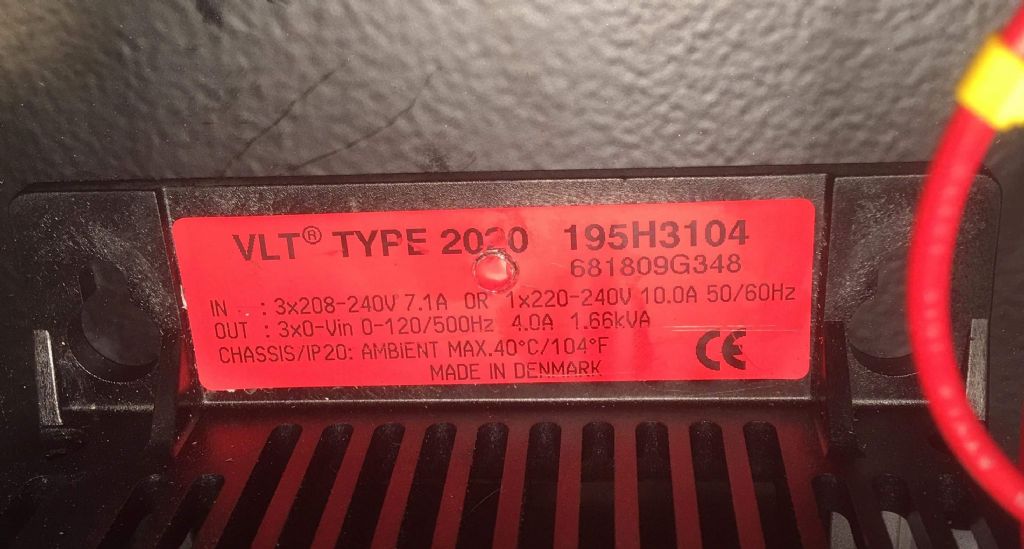 VLT® TYPE 2020 195H3104
681809G348
IN : 3x208-240V 7.1A OR 1x220-240V 10.0A 50/60Hz
OUT : 3x0-Vin 0-120/500Hz 4.0A 1.66kVA
CHASSIS/IP20: AMBIENT MAX.40°C/104°F
CE
MADE IN DENMARK